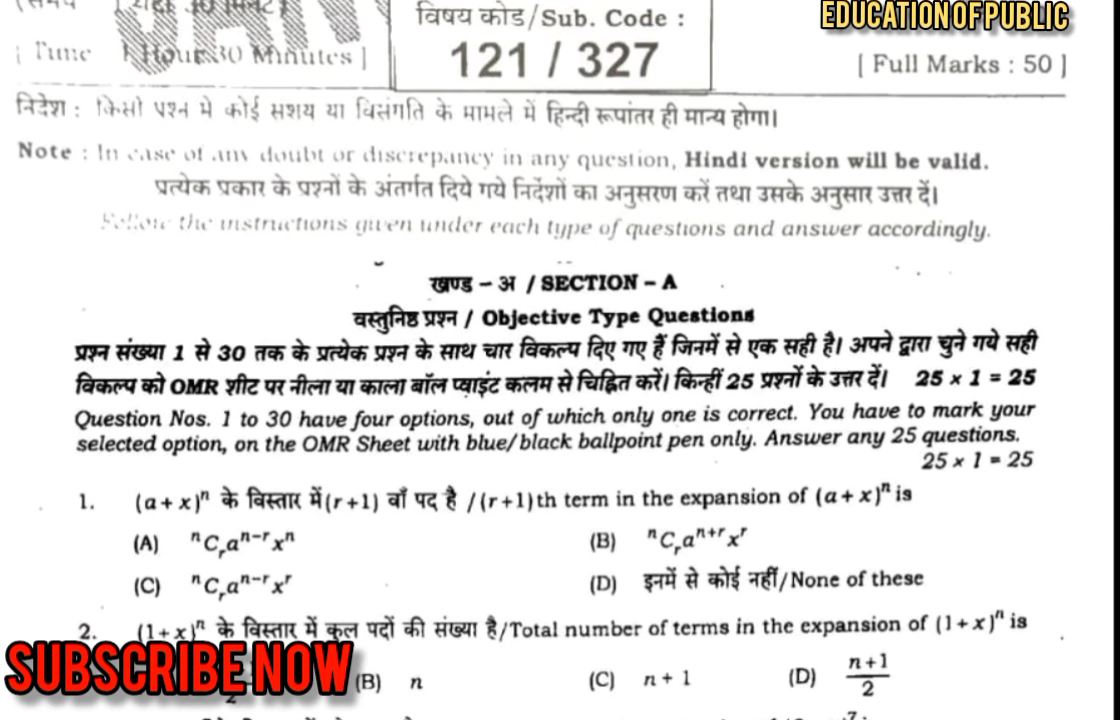 विषय कोड/Sub. Code :
EDUCATION OF PUBLIC
[ Time 1 Hour 30 Minutes ]
121 / 327
[ Full Marks : 50 ]
निर्देश : किसी प्रश्न मे कोई संशय या विसंगति के मामले में हिन्दी रूपांतर ही मान्य होगा।
Note : In case of any doubt or discrepancy in any question, Hindi version will be valid.
प्रत्येक प्रकार के प्रश्नों के अंतर्गत दिये गये निर्देशों का अनुसरण करें तथा उसके अनुसार उत्तर दें।
Follow the instructions given under each type of questions and answer accordingly.
खण्ड – अ / SECTION – A
वस्तुनिष्ठ प्रश्न / Objective Type Questions
प्रश्न संख्या 1 से 30 तक के प्रत्येक प्रश्न के साथ चार विकल्प दिए गए हैं जिनमें से एक सही है। अपने द्वारा चुने गये सही
विकल्प को OMR शीट पर नीला या काला बॉल प्वाइंट कलम से चिह्नित करें। किन्हीं 25 प्रश्नों के उत्तर दें। 25 × 1 = 25
Question Nos. 1 to 30 have four options, out of which only one is correct. You have to mark your
selected option, on the OMR Sheet with blue/black ballpoint pen only. Answer any 25 questions.
25 × 1 = 25
1. (a + x)ⁿ के विस्तार में (r + 1) वाँ पद है / (r + 1)th term in the expansion of (a + x)ⁿ is
(A) ⁿCᵣaⁿ⁻ʳxⁿ (B) ⁿCᵣaⁿ⁺ʳxʳ
(C) ⁿCᵣaⁿ⁻ʳxʳ (D) इनमें से कोई नहीं/None of these
2. (1 + x)ⁿ के विस्तार में कुल पदों की संख्या है/Total number of terms in the expansion of (1 + x)ⁿ is
SUBSCRIBE NOW
(B) n (C) n + 1 (D) (n+1)/2